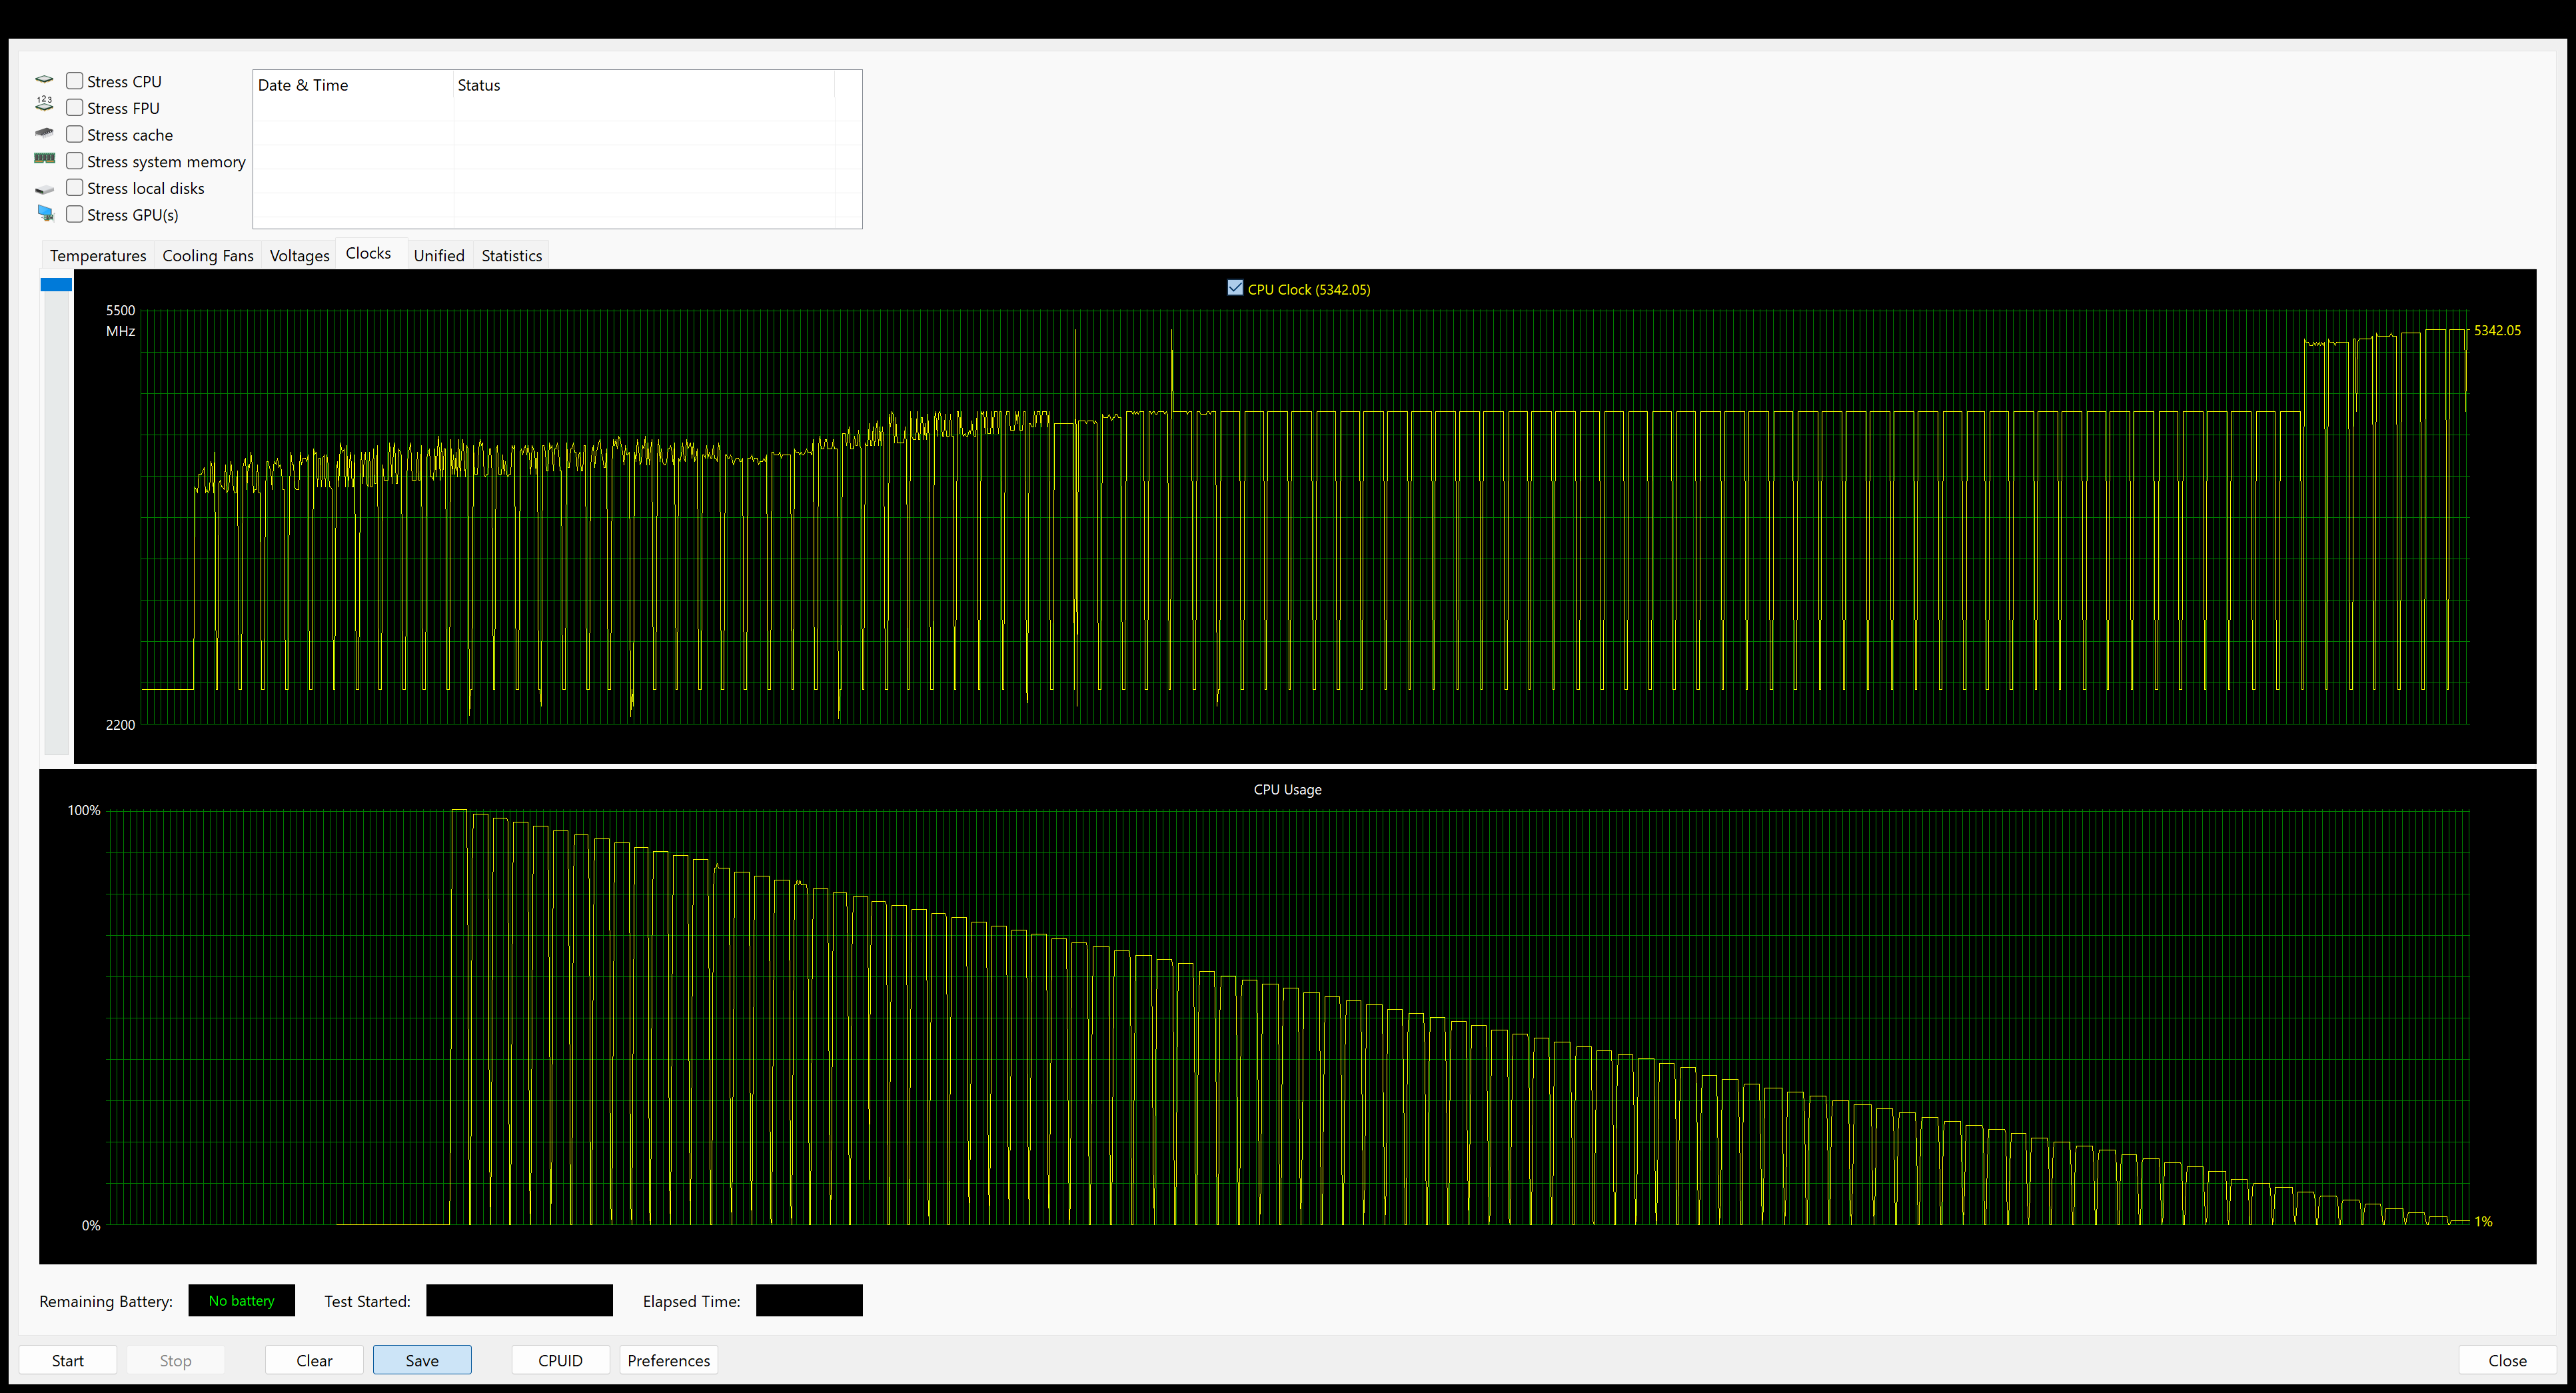 Stress CPU
123
Stress FPU
Stress cache
Stress system memory
Stress local disks
Stress GPU(s)
Date & Time Status
Temperatures Cooling Fans Voltages Clocks Unified Statistics
CPU Clock (5342.05)
5500
MHz
5342.05
2200
CPU Usage
100%
0%
1%
Remaining Battery: No battery Test Started: Elapsed Time:
Start Stop Clear Save CPUID Preferences Close